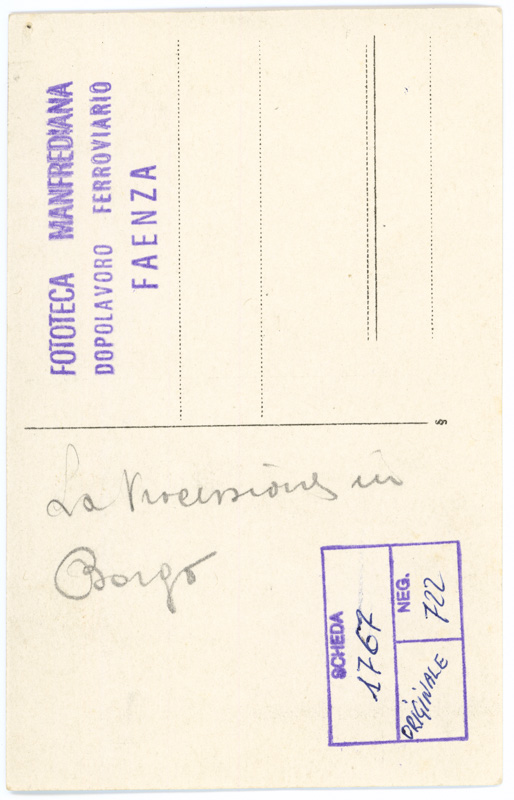 FOTOTECA MANFREDIANA
DOPOLAVORO FERROVIARIO
FAENZA
§
La Processione in
Borgo
SCHEDA
1767
NEG.
722
ORIGINALE